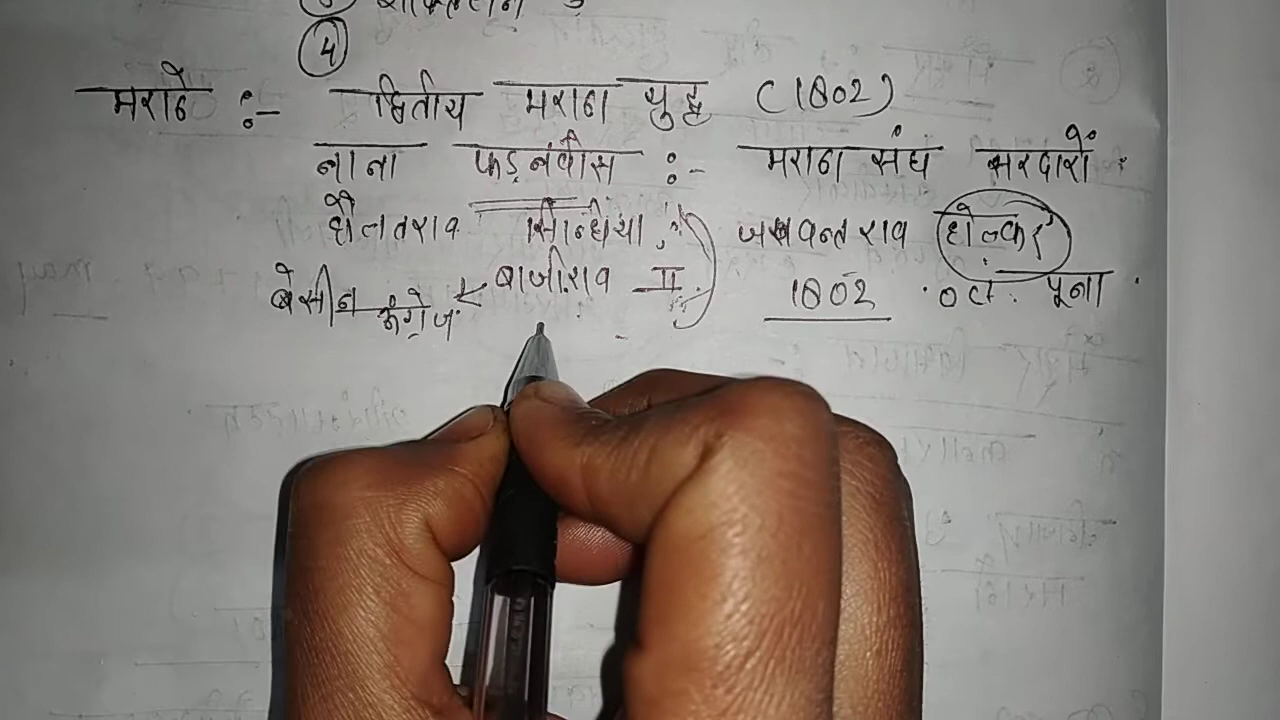 ④
मराठे :- द्वितीय मराठा युद्ध (1802)
नाना फड़नवीस :- मराठा संघ सरदारों
दौलतराव सिन्धिया, जसवन्त राव होल्कर
बेसीन अंग्रेज बाजीराव II 1802 oct. पूना